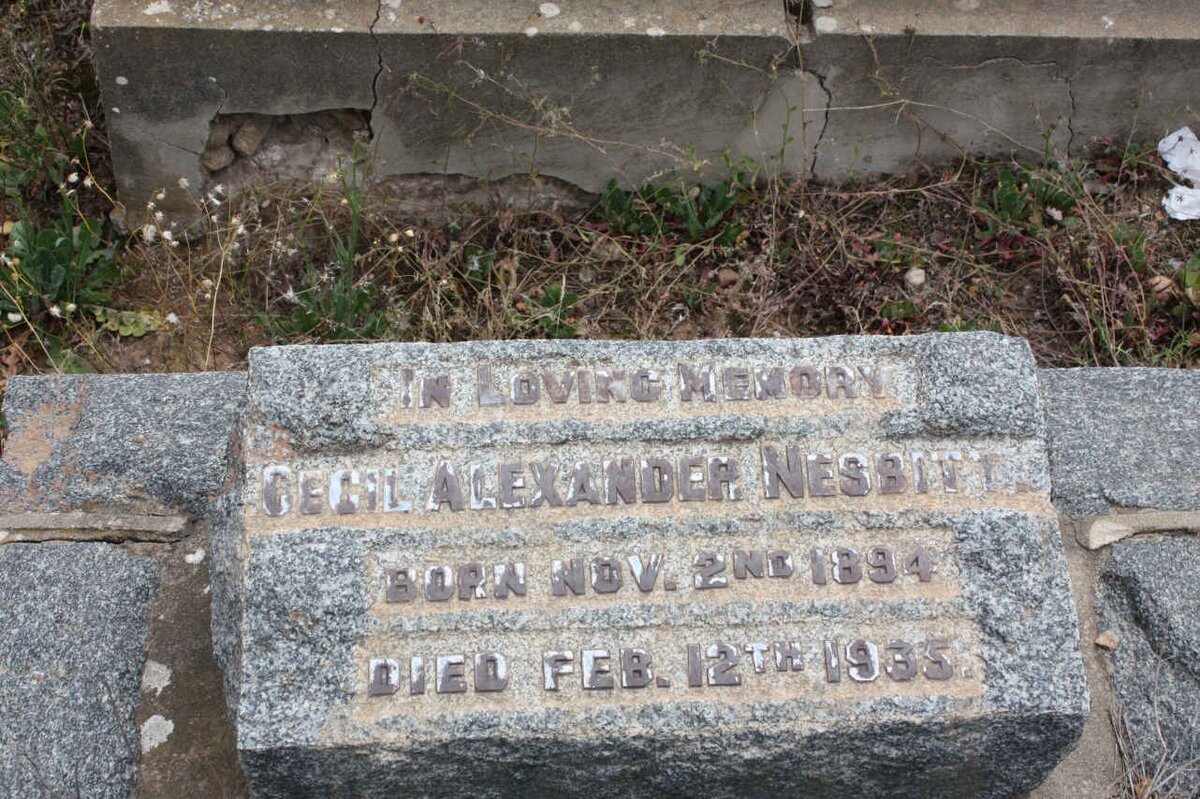 IN LOVING MEMORY
CECIL ALEXANDER NESBITT.
BORN NOV. 2ND 1894
DIED FEB. 12TH 1935.